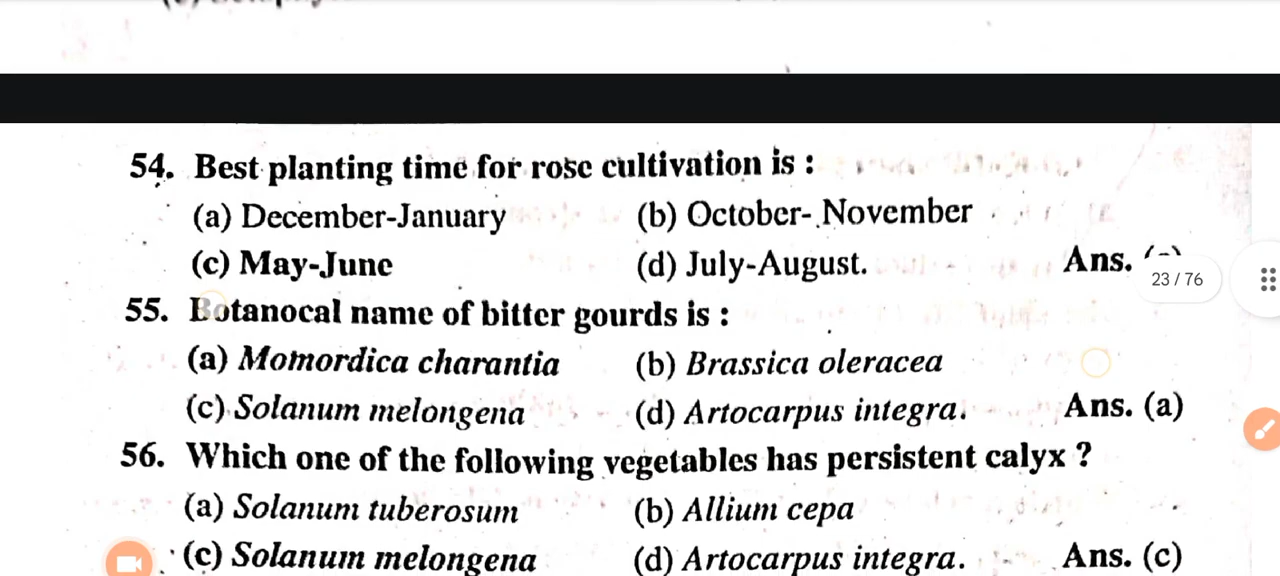 54. Best planting time for rose cultivation is :
(a) December-January (b) October- November
(c) May-June (d) July-August. Ans.
23 / 76
55. Botanocal name of bitter gourds is :
(a) Momordica charantia (b) Brassica oleracea
(c) Solanum melongena (d) Artocarpus integra. Ans. (a)
56. Which one of the following vegetables has persistent calyx ?
(a) Solanum tuberosum (b) Allium cepa
(c) Solanum melongena (d) Artocarpus integra. Ans. (c)